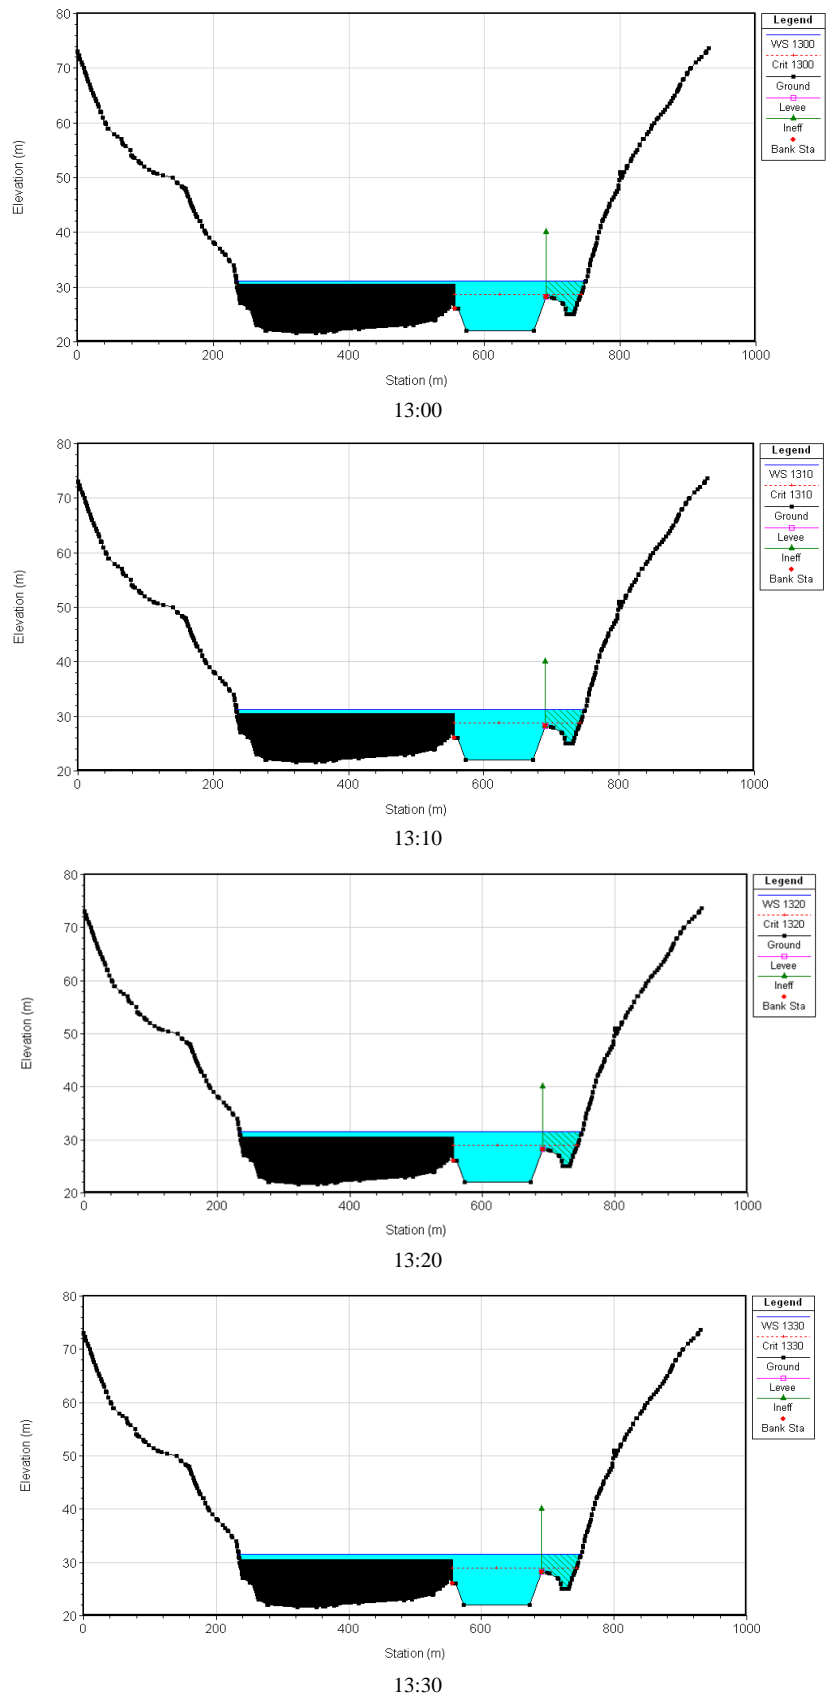 80
70
60
50
40
30
20
0
200
400
600
800
1000
Elevation (m)
Station (m)
Legend
WS 1300
Crit 1300
Ground
Levee
Ineff
Bank Sta
13:00
80
70
60
50
40
30
20
0
200
400
600
800
1000
Elevation (m)
Station (m)
Legend
WS 1310
Crit 1310
Ground
Levee
Ineff
Bank Sta
13:10
80
70
60
50
40
30
20
0
200
400
600
800
1000
Elevation (m)
Station (m)
Legend
WS 1320
Crit 1320
Ground
Levee
Ineff
Bank Sta
13:20
80
70
60
50
40
30
20
0
200
400
600
800
1000
Elevation (m)
Station (m)
Legend
WS 1330
Crit 1330
Ground
Levee
Ineff
Bank Sta
13:30